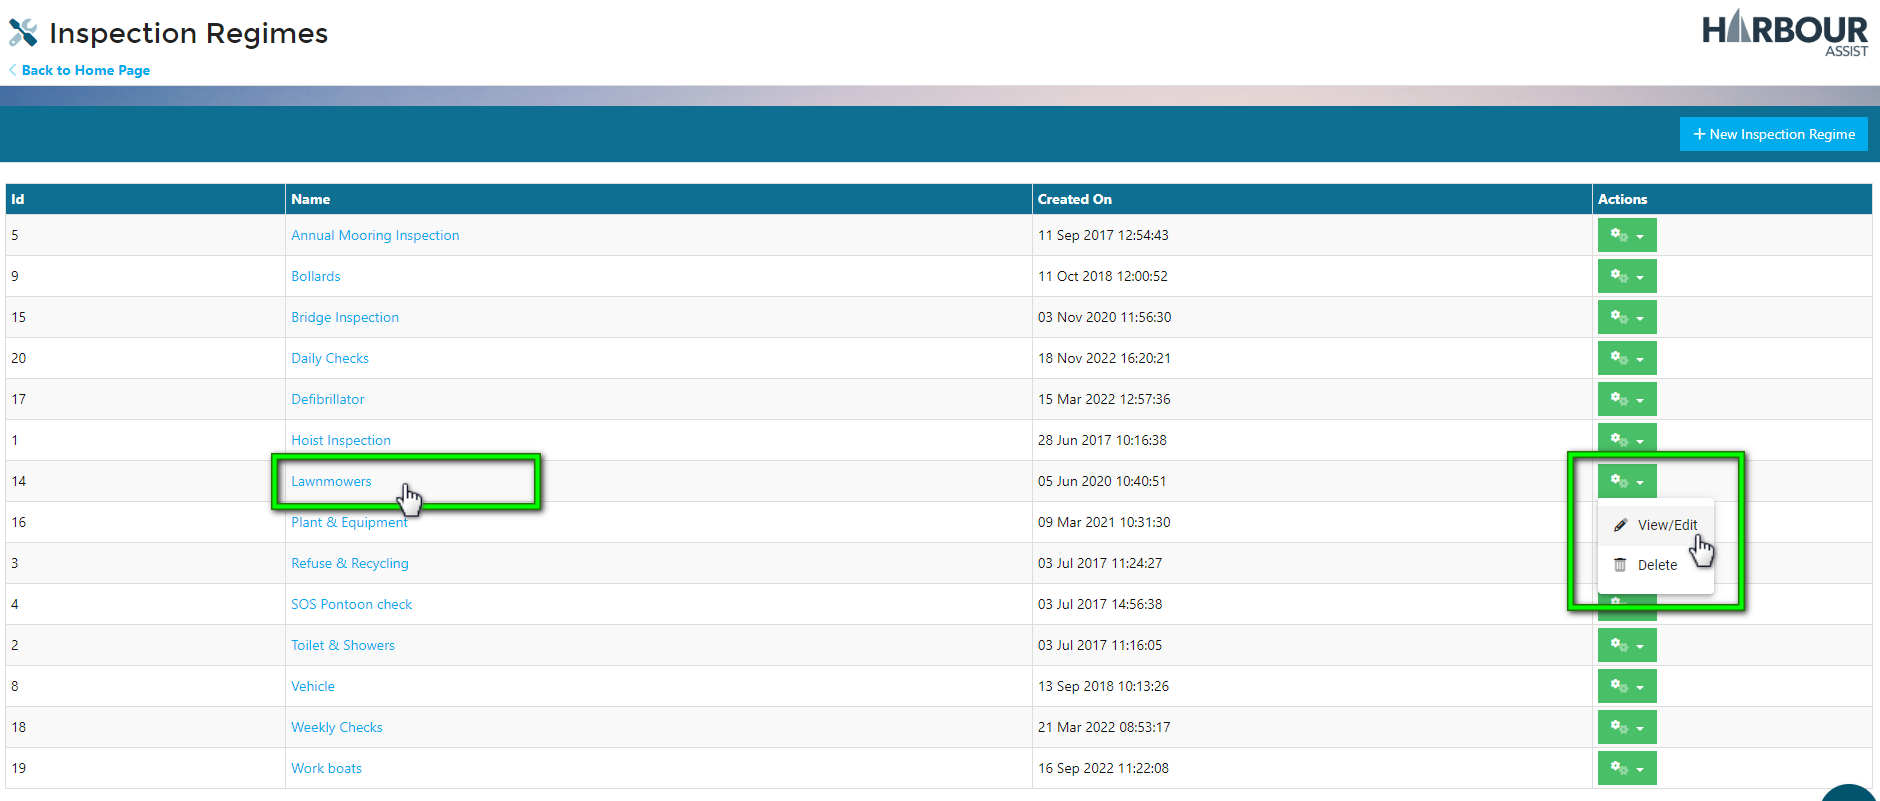 Inspection Regimes
HARBOUR
ASSIST
Back to Home Page
New Inspection Regime
Id Name Created On Actions
5 Annual Mooring Inspection 11 Sep 2017 12:54:43
9 Bollards 11 Oct 2018 12:00:52
15 Bridge Inspection 03 Nov 2020 11:56:30
20 Daily Checks 18 Nov 2022 16:20:21
17 Defibrillator 15 Mar 2022 12:57:36
1 Hoist Inspection 28 Jun 2017 10:16:38
14 Lawnmowers 05 Jun 2020 10:40:51
16 Plant & Equipment 09 Mar 2021 10:31:30
View/Edit
3 Refuse & Recycling 03 Jul 2017 11:24:27
Delete
4 SOS Pontoon check 03 Jul 2017 14:56:38
2 Toilet & Showers 03 Jul 2017 11:16:05
8 Vehicle 13 Sep 2018 10:13:26
18 Weekly Checks 21 Mar 2022 08:53:17
19 Work boats 16 Sep 2022 11:22:08